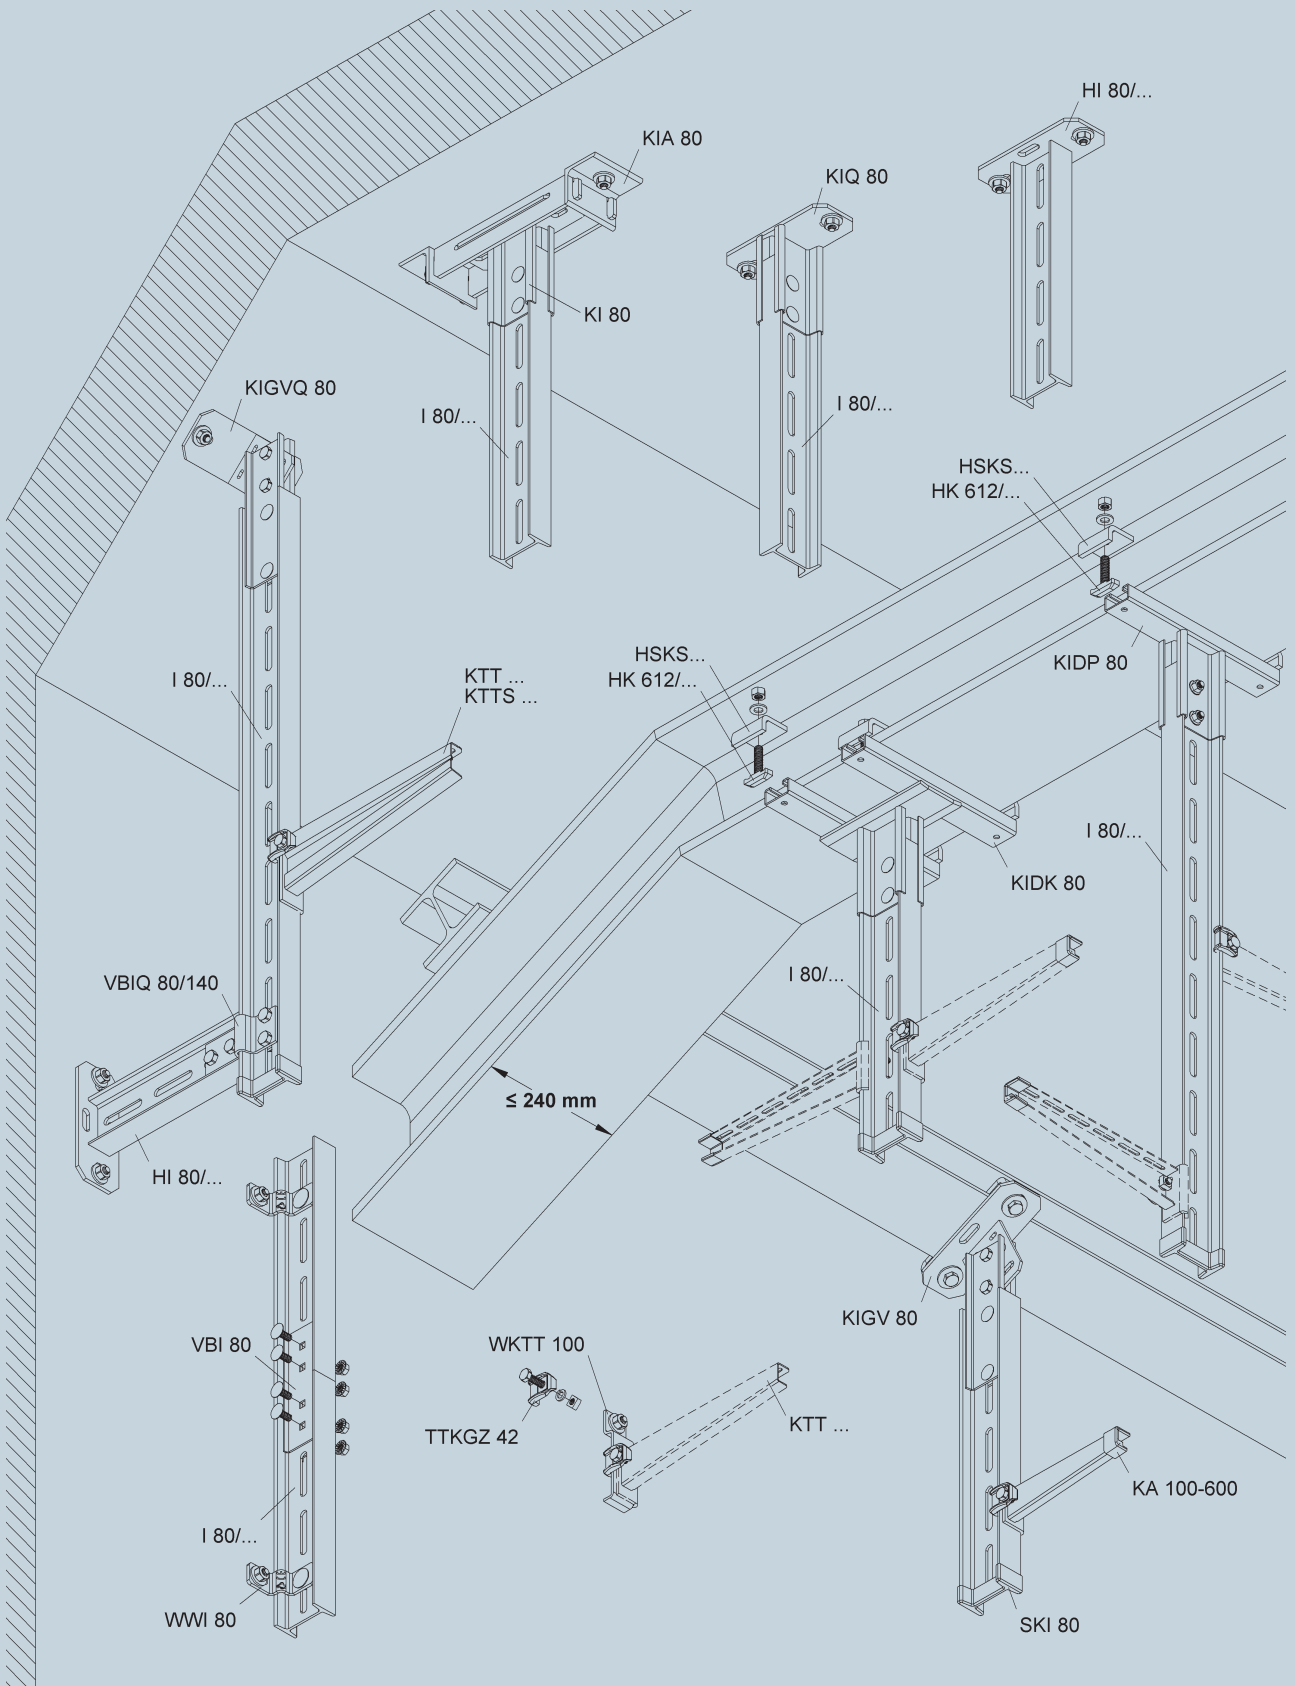 HI 80/...
KIA 80
KIQ 80
KI 80
KIGVQ 80
I 80/...
I 80/...
HSKS...
HK 612/...
KIDP 80
HSKS...
HK 612/...
KTT ...
KTTS ...
I 80/...
I 80/...
KIDK 80
I 80/...
VBIQ 80/140
≤ 240 mm
HI 80/...
KIGV 80
VBI 80
WKTT 100
KTT ...
TTKGZ 42
KA 100-600
I 80/...
WWI 80
SKI 80